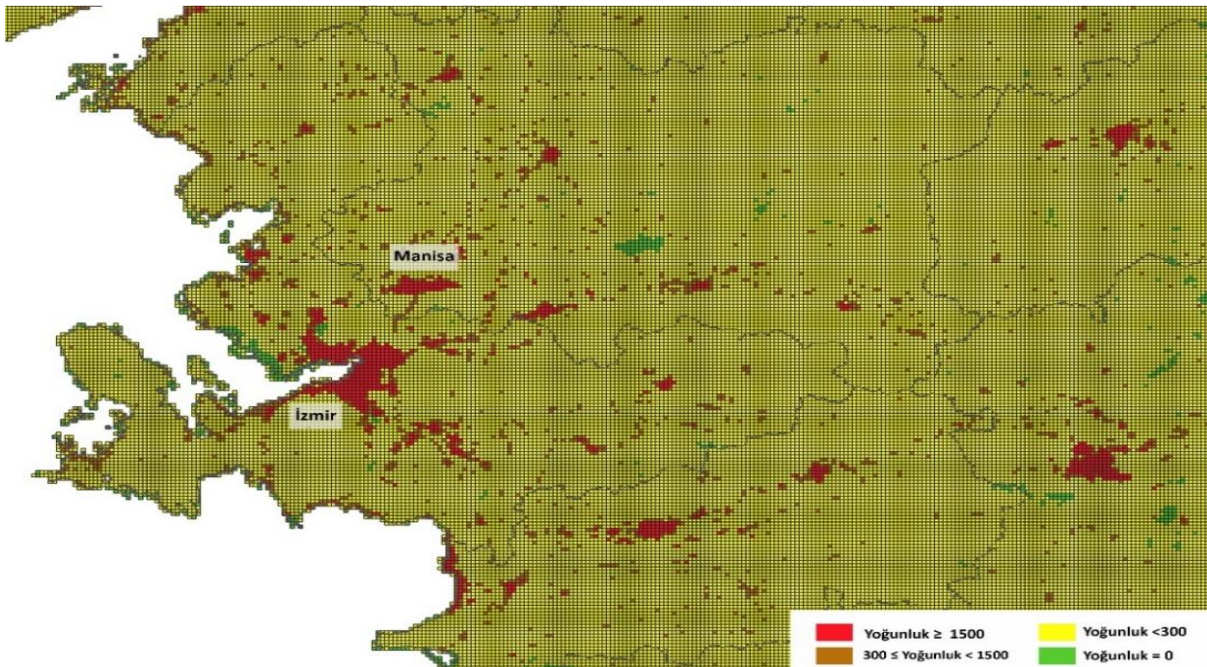 Manisa
İzmir
Yoğunluk ≥ 1500
Yoğunluk <300
300 ≤ Yoğunluk < 1500
Yoğunluk = 0